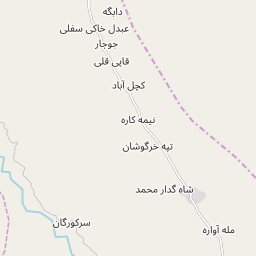 دابگه
عبدل خاکی سفلی
جوجار
قایی قلی
کچل آباد
نیمه کاره
تپه خرگوشان
شاه گدار محمد
سرکورگان
مله آواره